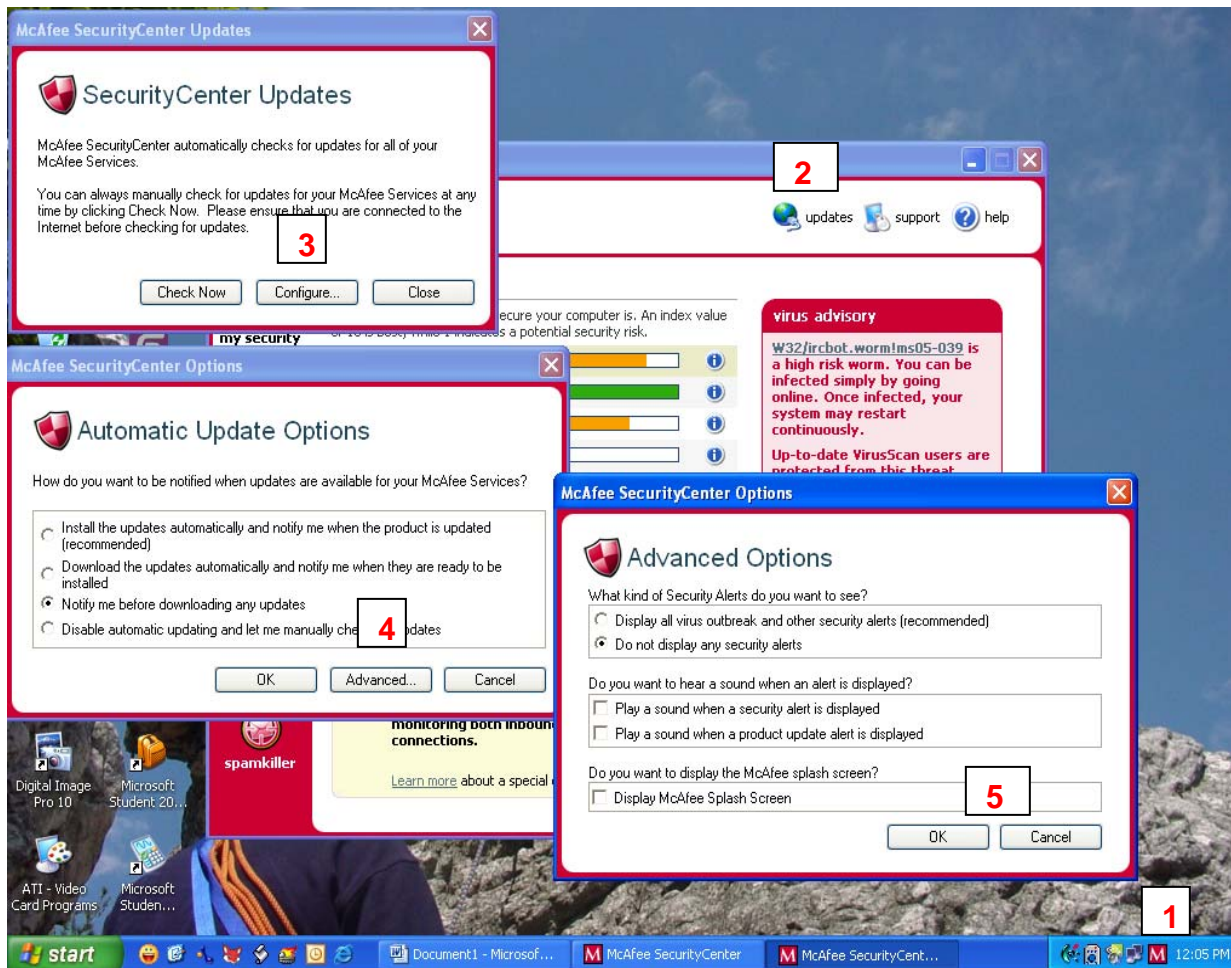 McAfee SecurityCenter Updates
SecurityCenter Updates
McAfee SecurityCenter automatically checks for updates for all of your
McAfee Services.
You can always manually check for updates for your McAfee Services at any
time by clicking Check Now. Please ensure that you are connected to the
Internet before checking for updates.
3
Check Now Configure... Close
2
updates support help
ecure your computer is. An index value
a potential security risk.
my security
virus advisory
W32/ircbot.worm!ms05-039 is
a high risk worm. You can be
infected simply by going
online. Once infected, your
system may restart
continuously.
Up-to-date VirusScan users are
protected from this threat
McAfee SecurityCenter Options
Automatic Update Options
How do you want to be notified when updates are available for your McAfee Services?
Install the updates automatically and notify me when the product is updated
(recommended)
Download the updates automatically and notify me when they are ready to be
installed
Notify me before downloading any updates
Disable automatic updating and let me manually che pdates
4
OK Advanced... Cancel
McAfee SecurityCenter Options
Advanced Options
What kind of Security Alerts do you want to see?
Display all virus outbreak and other security alerts (recommended)
Do not display any security alerts
Do you want to hear a sound when an alert is displayed?
Play a sound when a security alert is displayed
Play a sound when a product update alert is displayed
Do you want to display the McAfee splash screen?
Display McAfee Splash Screen
5
OK Cancel
spamkiller
monitoring both inboun
connections.
Learn more about a special
Digital Image
Pro 10
Microsoft
Student 20...
ATI - Video
Card Programs
Microsoft
Studen...
1
start Document1 - Microsof... McAfee SecurityCenter McAfee SecurityCent... 12:05 PM